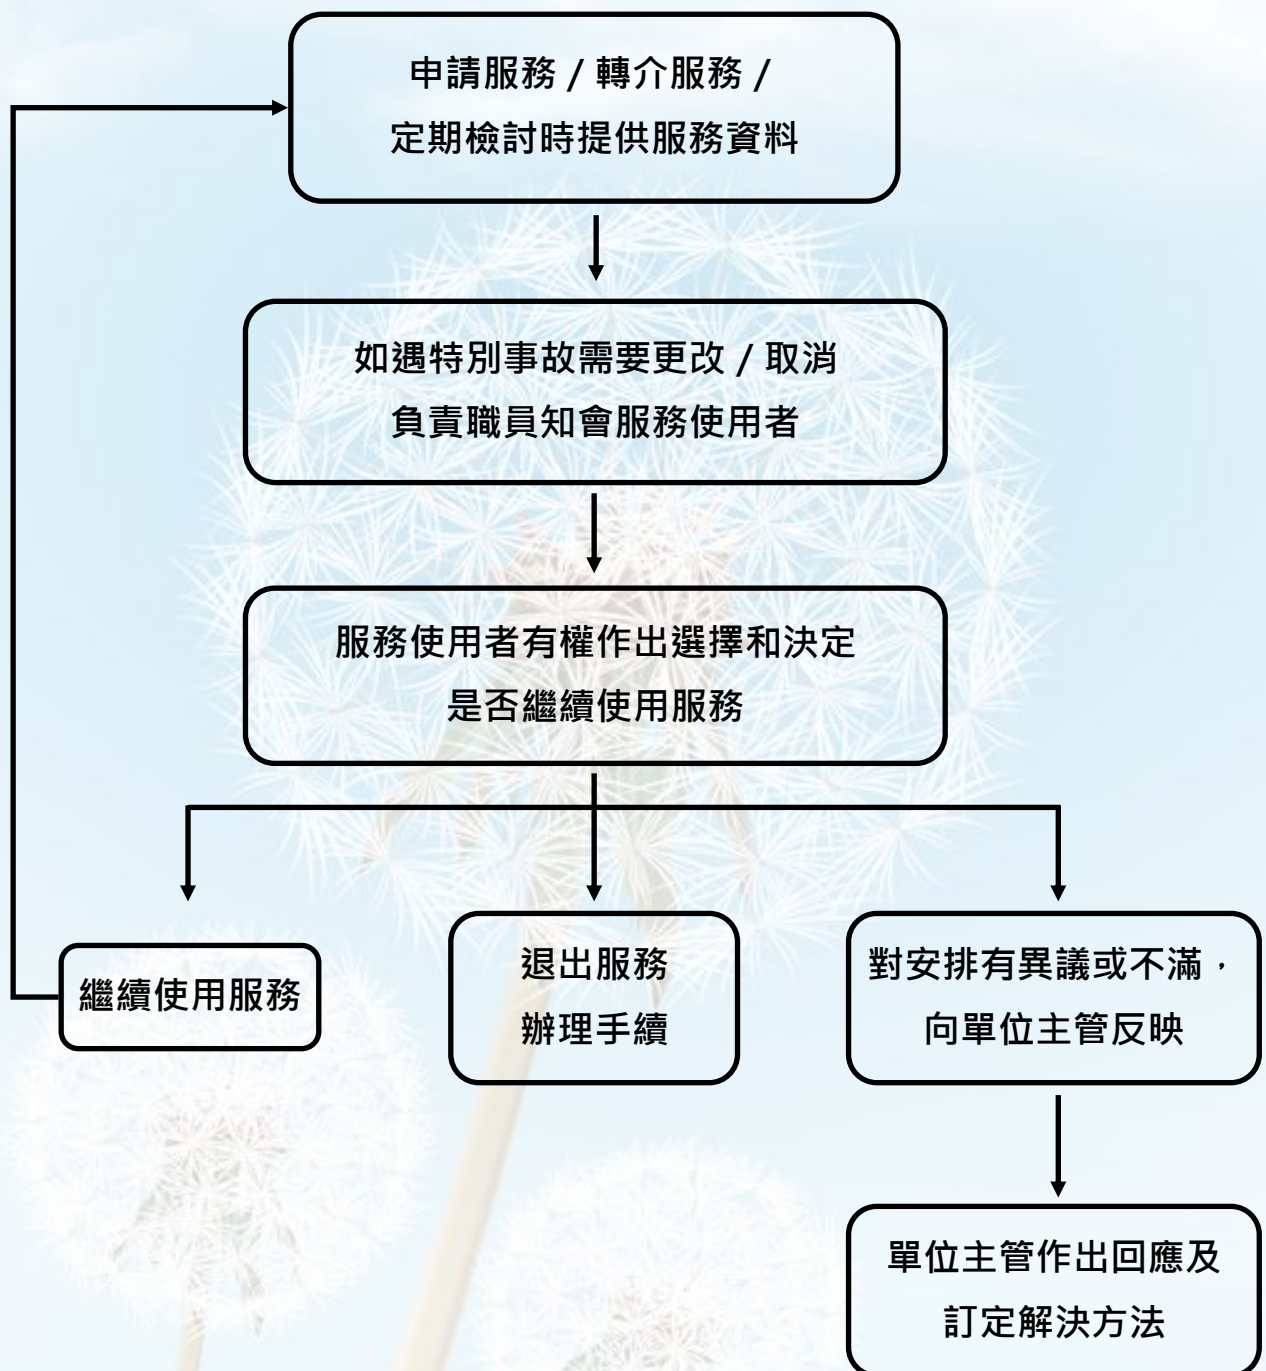 申請服務 / 轉介服務 /
定期檢討時提供服務資料
如遇特別事故需要更改 / 取消
負責職員知會服務使用者
服務使用者有權作出選擇和決定
是否繼續使用服務
繼續使用服務
退出服務
辦理手續
對安排有異議或不滿，
向單位主管反映
單位主管作出回應及
訂定解決方法